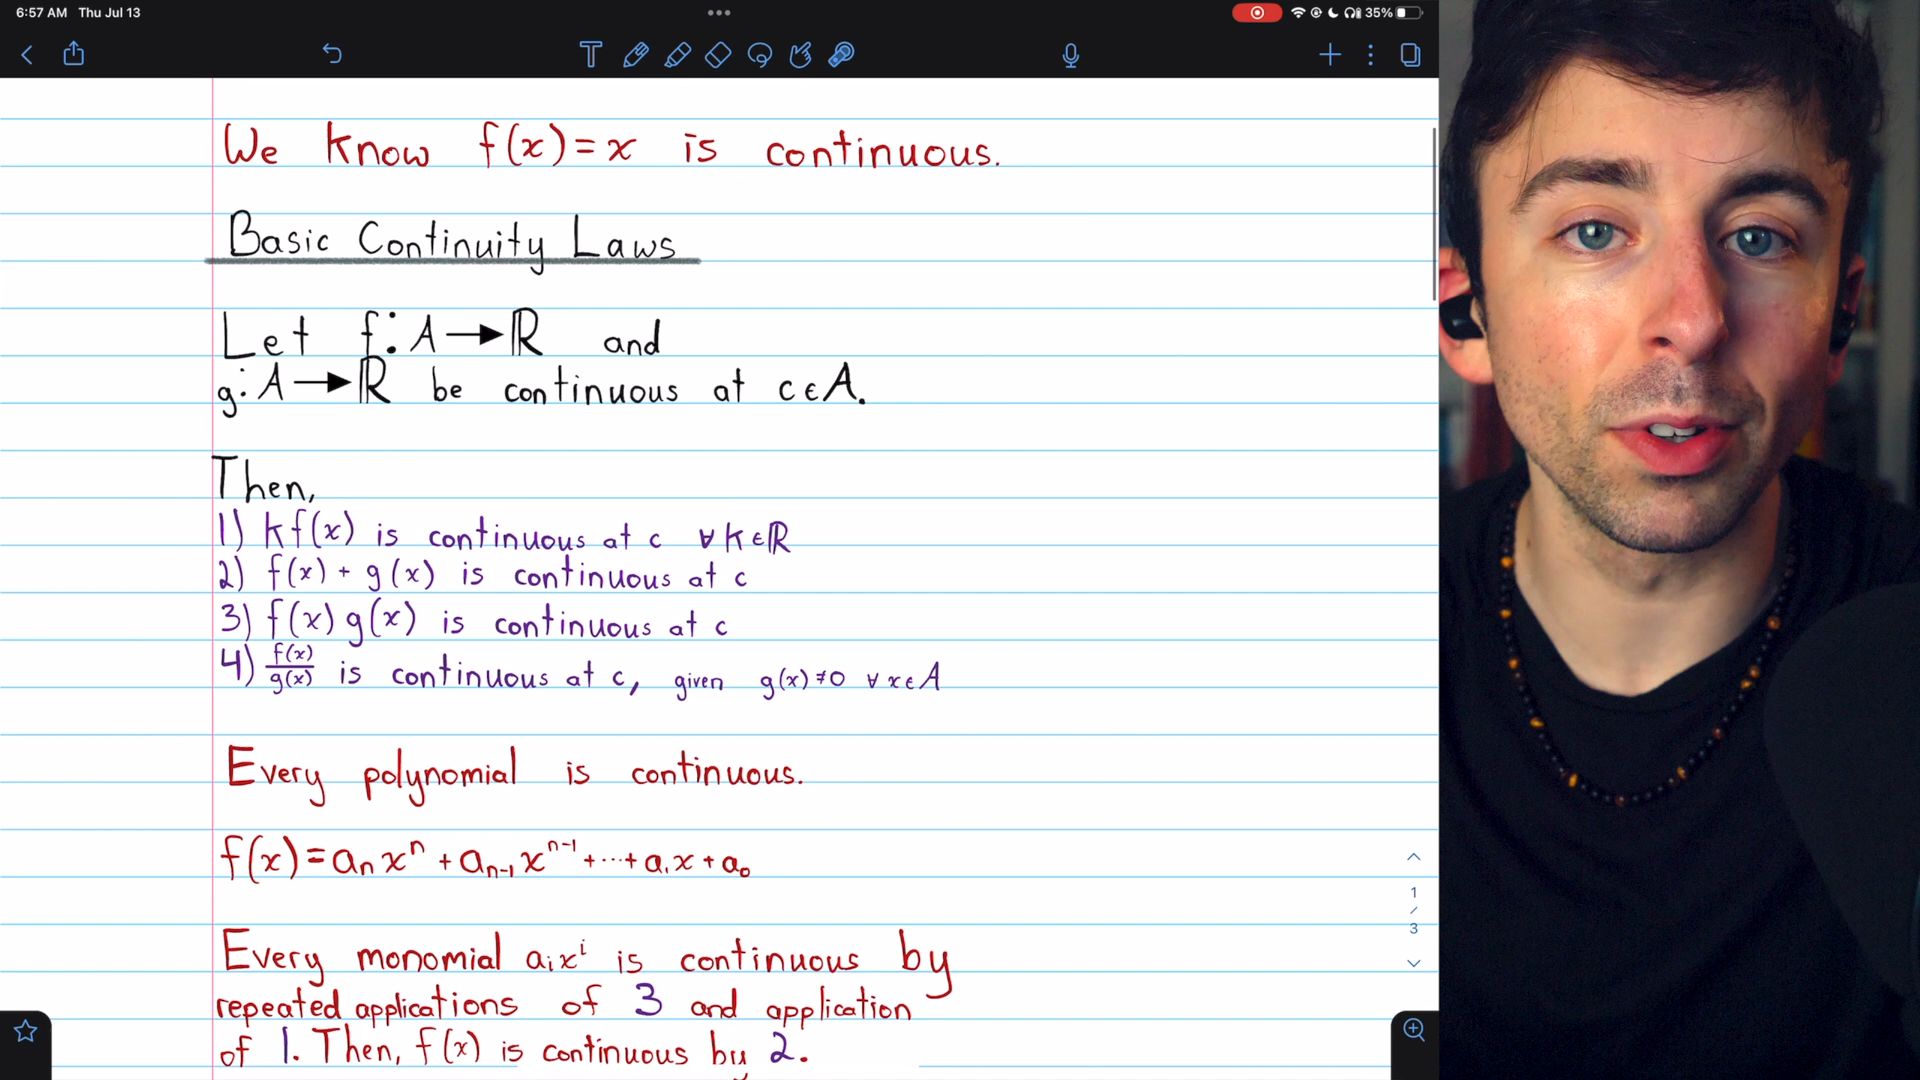 6:57 AM Thu Jul 13
35%
We know f(x)=x is continuous.
Basic Continuity Laws
Let f: A→ℝ and
g: A→ℝ be continuous at c∈A.
Then,
1) kf(x) is continuous at c ∀ k∈ℝ
2) f(x) + g(x) is continuous at c
3) f(x) g(x) is continuous at c
4) f(x)/g(x) is continuous at c, given g(x)≠0 ∀ x∈A
Every polynomial is continuous.
f(x)=aₙxⁿ + aₙ₋₁xⁿ⁻¹ + ⋯ + a₁x + a₀
Every monomial aᵢxⁱ is continuous by
repeated applications of 3 and application
of 1. Then, f(x) is continuous by 2.
1
/
3